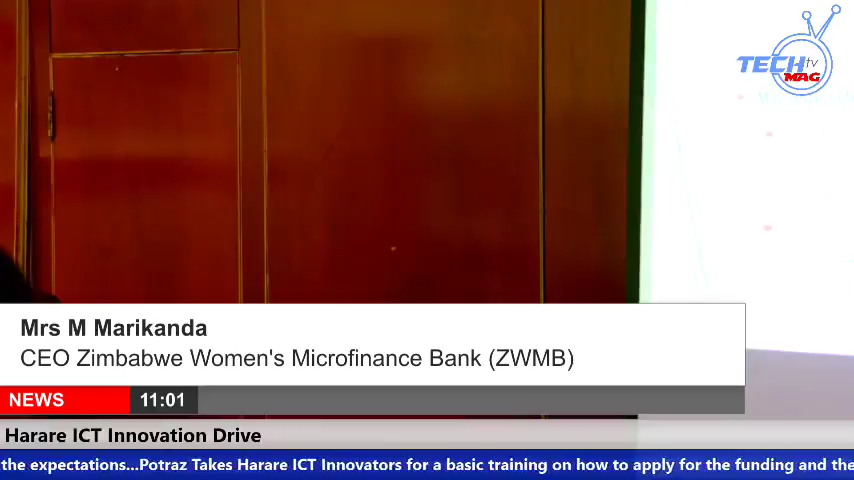 TECH tv
MAG
Mrs M Marikanda
CEO Zimbabwe Women's Microfinance Bank (ZWMB)
NEWS 11:01
Harare ICT Innovation Drive
the expectations...Potraz Takes Harare ICT Innovators for a basic training on how to apply for the funding and the